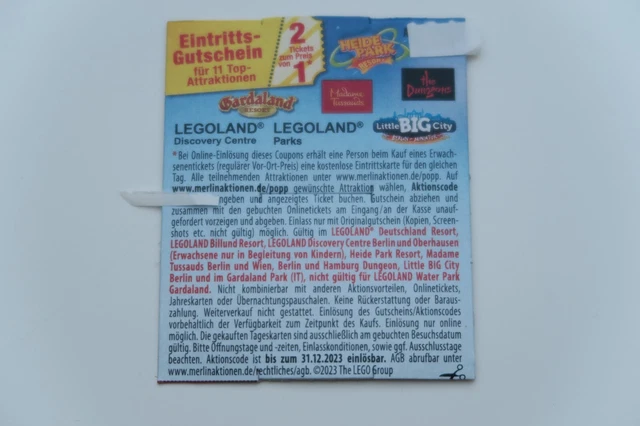 Eintritts-
Gutschein
für 11 Top-
Attraktionen
2
Tickets
zum Preis
von 1*
HEIDE PARK
RESORT
Gardaland
RESORT
Madame
Tussauds
the
Dungeons
LEGOLAND®
Discovery Centre
LEGOLAND®
Parks
LITTLE BIG City
*Bei Online-Einlösung dieses Coupons erhält eine Person beim Kauf eines Erwach-
senentickets (regulärer Vor-Ort-Preis) eine kostenlose Eintrittskarte für den gleichen
Tag. Alle teilnehmenden Attraktionen unter www.merlinaktionen.de/popp. Auf
www.merlinaktionen.de/popp gewünschte Attraktion wählen, Aktionscode
ngeben und angezeigtes Ticket buchen. Gutschein abziehen und
zusammen mit den gebuchten Onlinetickets am Eingang/an der Kasse unauf-
gefordert vorzeigen und abgeben. Einlass nur mit Originalgutschein (Kopien, Screen-
shots etc. nicht gültig) möglich. Gültig im LEGOLAND® Deutschland Resort,
LEGOLAND Billund Resort, LEGOLAND Discovery Centre Berlin und Oberhausen
(Erwachsene nur in Begleitung von Kindern), Heide Park Resort, Madame
Tussauds Berlin und Wien, Berlin und Hamburg Dungeon, Little BIG City
Berlin und im Gardaland Park (IT), nicht gültig für LEGOLAND Water Park
Gardaland. Nicht kombinierbar mit anderen Aktionsvorteilen, Onlinetickets,
Jahreskarten oder Übernachtungspauschalen. Keine Rückerstattung oder Baraus-
zahlung. Weiterverkauf nicht gestattet. Einlösung des Gutscheins/Aktionscodes
vorbehaltlich der Verfügbarkeit zum Zeitpunkt des Kaufs. Einlösung nur online
möglich. Die gekauften Tageskarten sind ausschließlich am gebuchten Besuchsdatum
gültig. Bitte Öffnungstage und -zeiten, Einlasskonditionen, sowie ggf. Ausschlusstage
beachten. Aktionscode ist bis zum 31.12.2023 einlösbar. AGB abrufbar unter
www.merlinaktionen.de/rechtliches/agb. ©2023 The LEGO Group